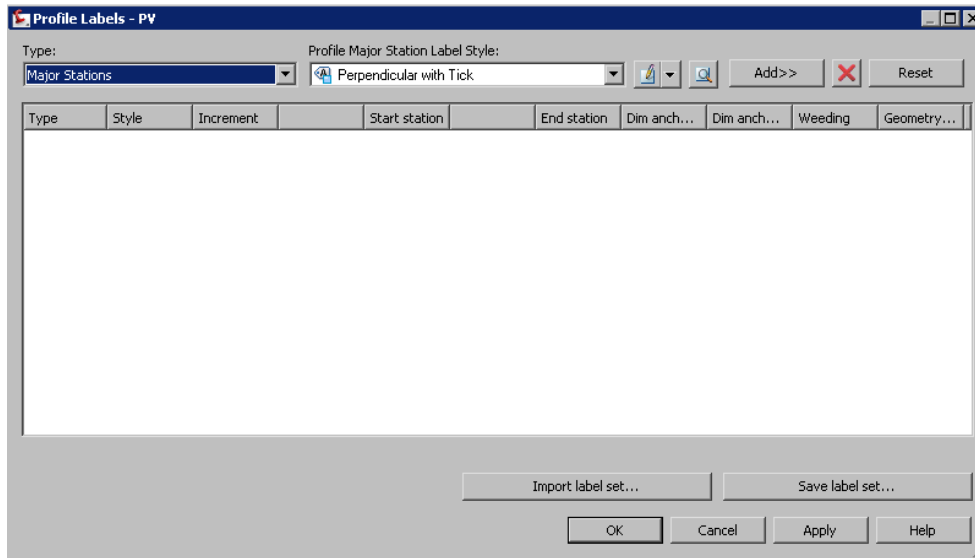 Profile Labels - PV
Type: Profile Major Station Label Style:
Major Stations Perpendicular with Tick Add>> Reset
Type Style Increment Start station End station Dim anch... Dim anch... Weeding Geometry...
Import label set... Save label set...
OK Cancel Apply Help